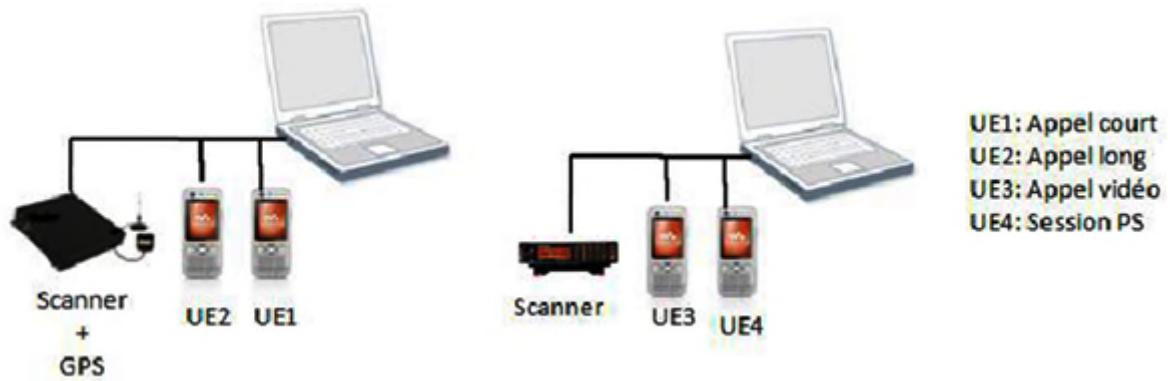 Scanner
+
GPS
UE2
UE1
Scanner
UE3
UE4
UE1: Appel court
UE2: Appel long
UE3: Appel vidéo
UE4: Session PS